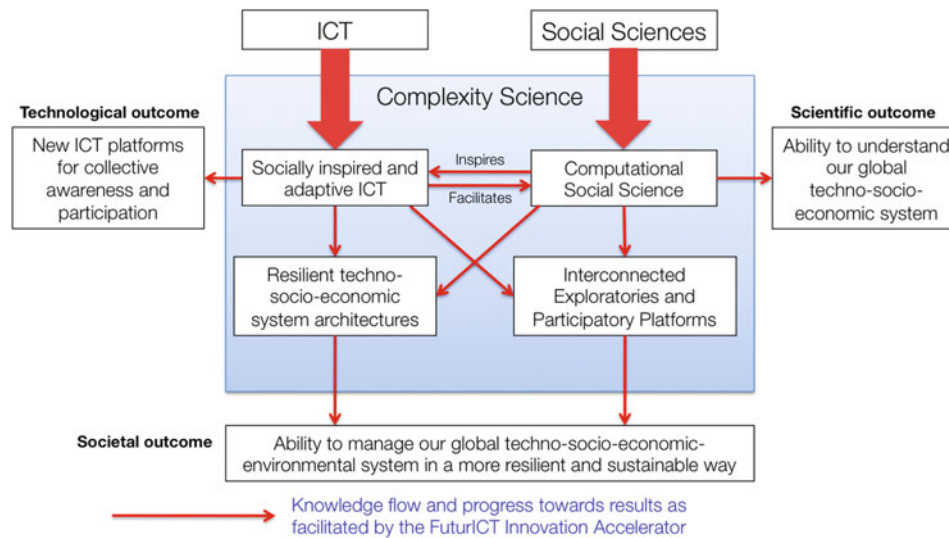 ICT
Social Sciences
Complexity Science
Technological outcome
New ICT platforms
for collective
awareness and
participation
Socially inspired and
adaptive ICT
Inspires
Facilitates
Computational
Social Science
Scientific outcome
Ability to understand
our global
techno-socio-
economic system
Resilient techno-
socio-economic
system architectures
Interconnected
Exploratories and
Participatory Platforms
Societal outcome
Ability to manage our global techno-socio-economic-
environmental system in a more resilient and sustainable way
Knowledge flow and progress towards results as
facilitated by the FuturICT Innovation Accelerator